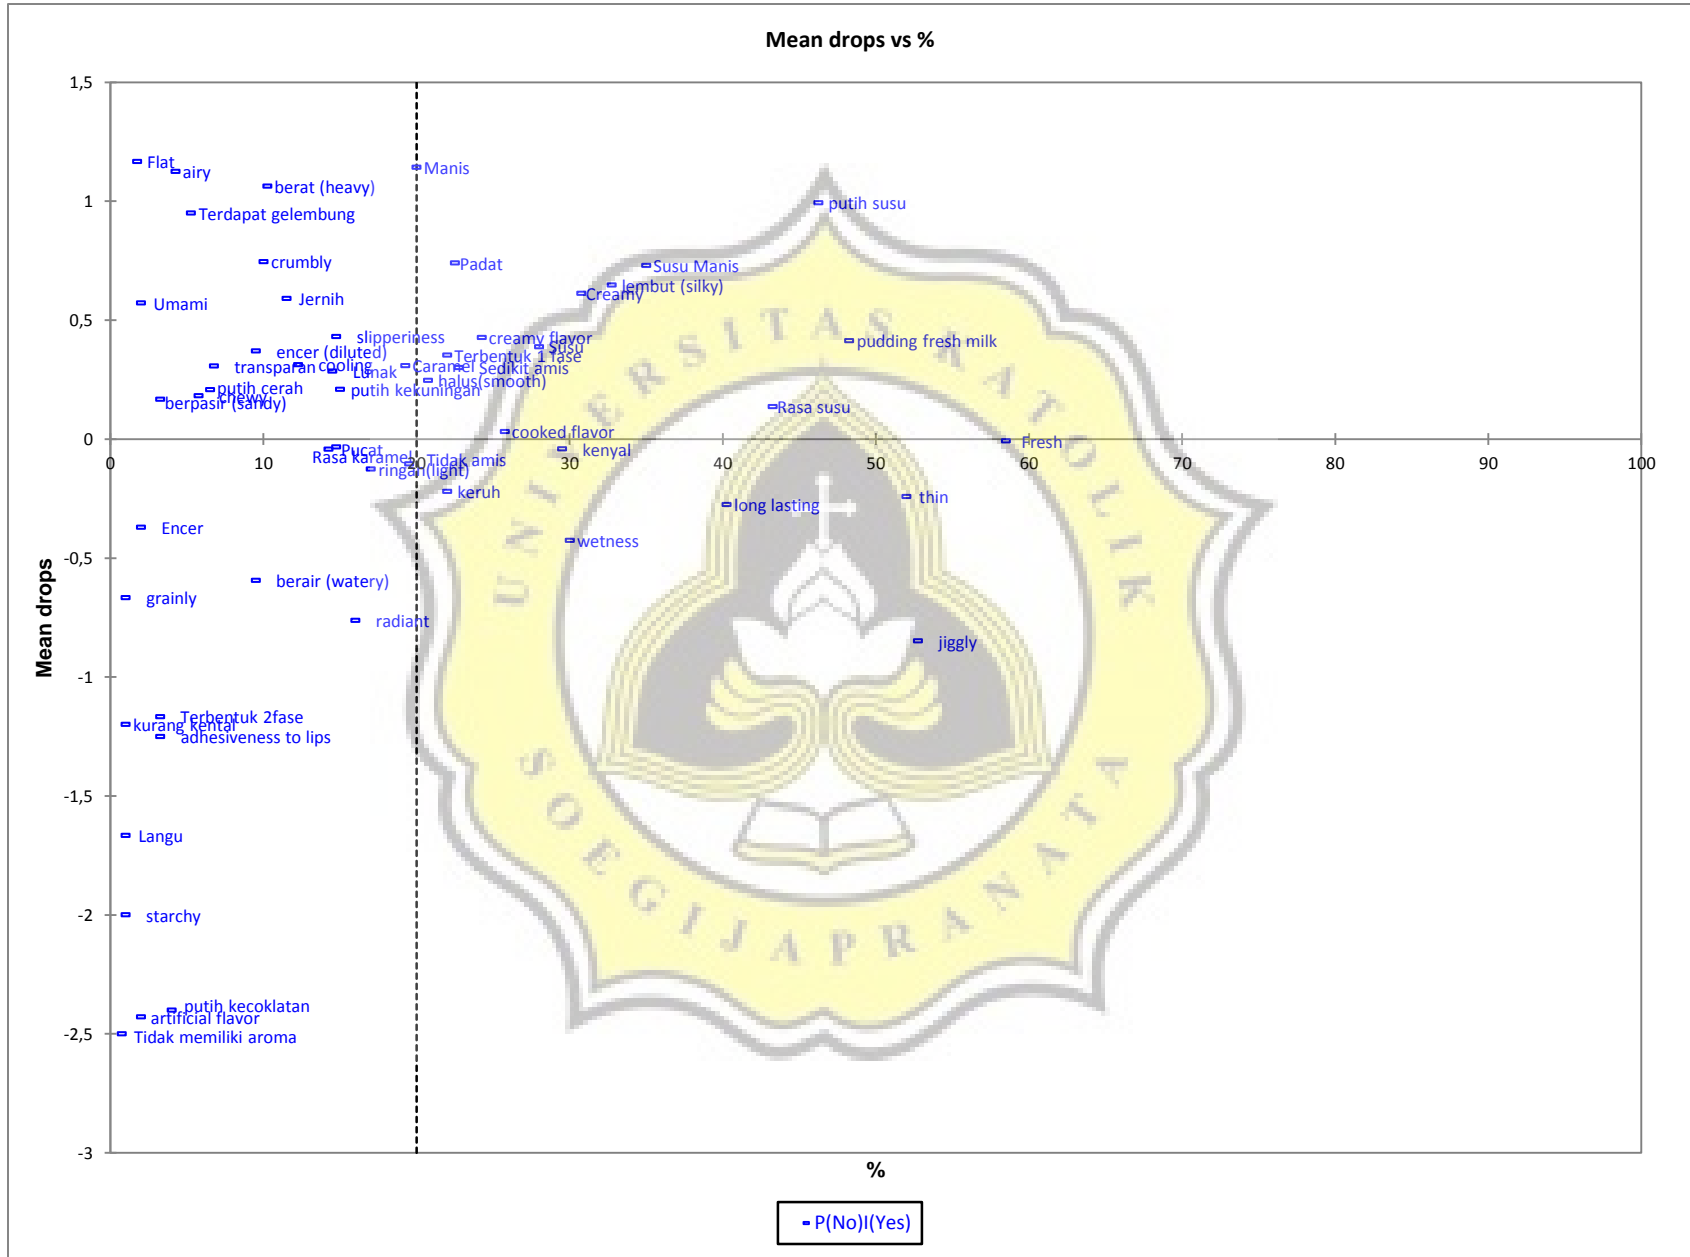 Mean drops vs %
1,5
Flat
airy
Manis
berat (heavy)
1
putih susu
Terdapat gelembung
crumbly
Padat
Susu Manis
lembut (silky)
Creamy
Umami
Jernih
0,5
slipperiness
creamy flavor
pudding fresh milk
Susu
encer (diluted)
Terbentuk 1 fase
transparan
cooling
Caramel
Sedikit amis
Lunak
halus(smooth)
putih cerah
putih kekuningan
chewy
berpasir (sandy)
Rasa susu
cooked flavor
0
Fresh
Pucat
kenyal
Rasa karamel
Tidak amis
0
10
20
30
40
50
60
70
80
90
100
ringan(light)
keruh
thin
long lasting
-0,5
Encer
wetness
berair (watery)
grainly
radiant
jiggly
-1
Terbentuk 2fase
kurang kental
adhesiveness to lips
-1,5
Langu
-2
starchy
putih kecoklatan
artificial flavor
-2,5
Tidak memiliki aroma
-3
Mean drops
%
P(No)I(Yes)
UNIVERSITAS KATOLIK
SOEGIJAPRANATA